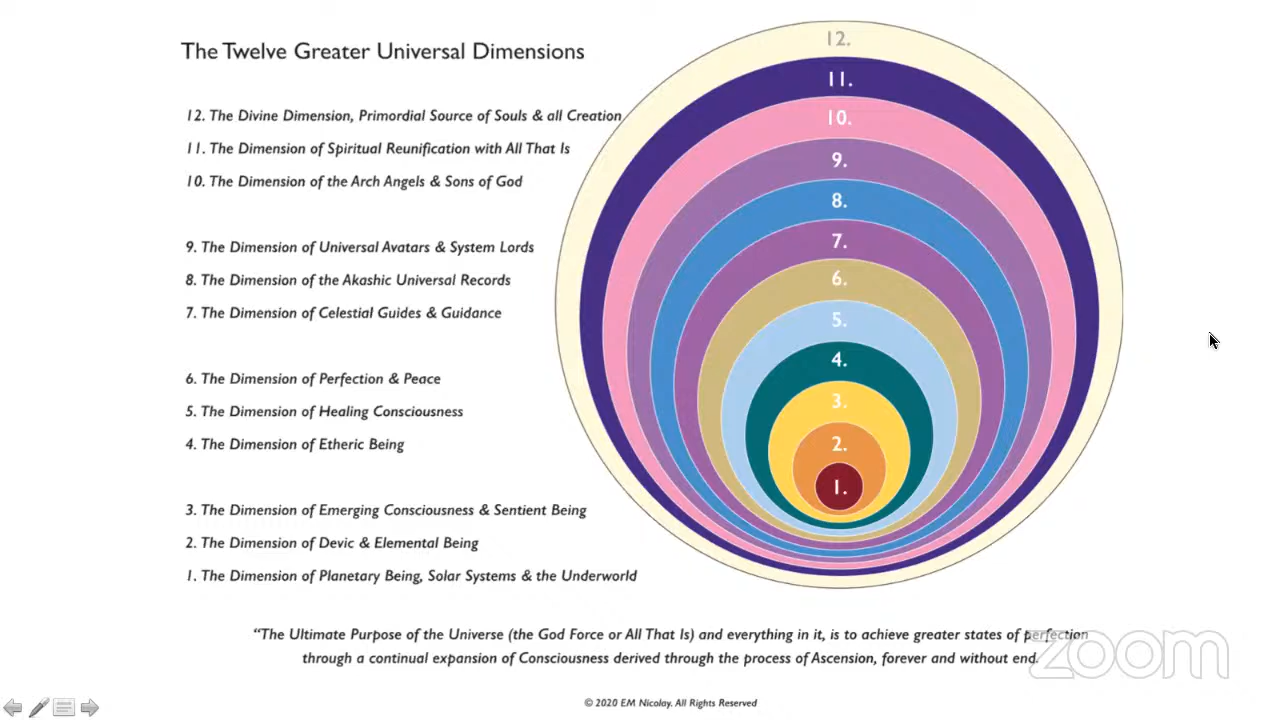 The Twelve Greater Universal Dimensions
12. The Divine Dimension, Primordial Source of Souls & all Creation
11. The Dimension of Spiritual Reunification with All That Is
10. The Dimension of the Arch Angels & Sons of God
9. The Dimension of Universal Avatars & System Lords
8. The Dimension of the Akashic Universal Records
7. The Dimension of Celestial Guides & Guidance
6. The Dimension of Perfection & Peace
5. The Dimension of Healing Consciousness
4. The Dimension of Etheric Being
3. The Dimension of Emerging Consciousness & Sentient Being
2. The Dimension of Devic & Elemental Being
1. The Dimension of Planetary Being, Solar Systems & the Underworld
12.
11.
10.
9.
8.
7.
6.
5.
4.
3.
2.
1.
“The Ultimate Purpose of the Universe (the God Force or All That Is) and everything in it, is to achieve greater states of perfection
through a continual expansion of Consciousness derived through the process of Ascension, forever and without end.
zoom
© 2020 EM Nicolay. All Rights Reserved